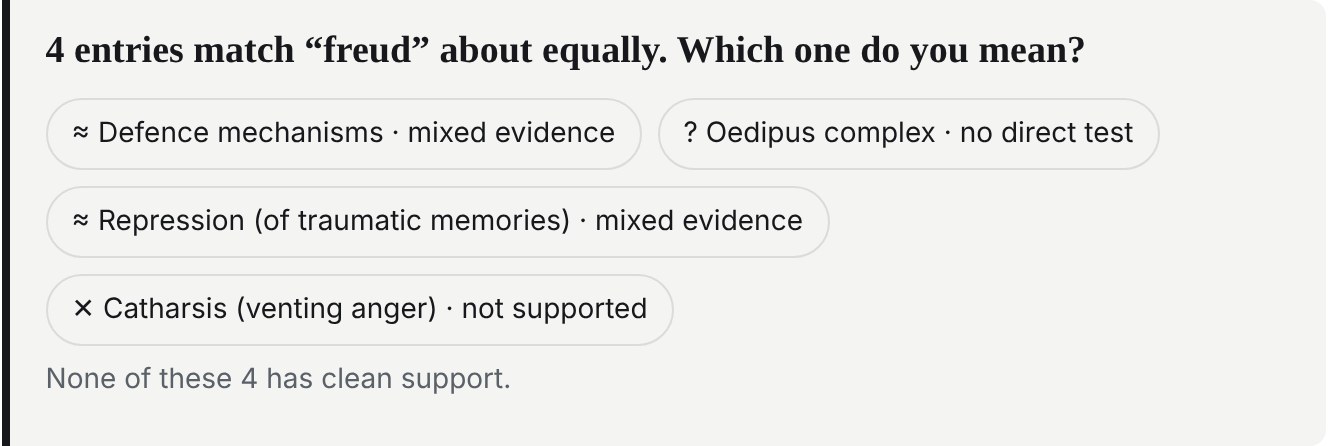 4 entries match “freud” about equally. Which one do you mean?
≈ Defence mechanisms · mixed evidence
? Oedipus complex · no direct test
≈ Repression (of traumatic memories) · mixed evidence
✕ Catharsis (venting anger) · not supported
None of these 4 has clean support.